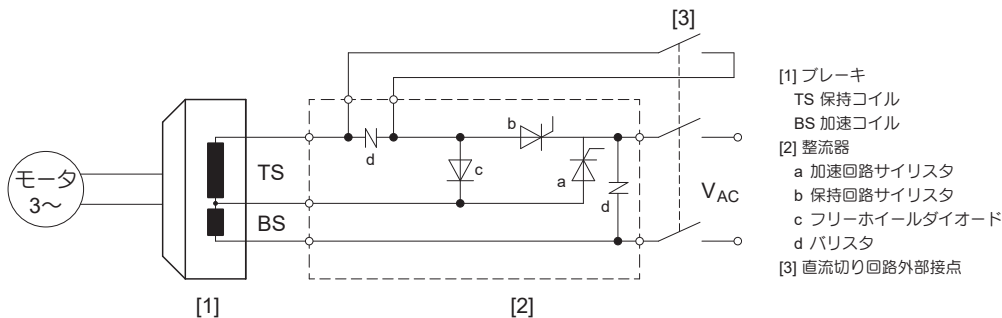 [3]
[1] ブレーキ
TS 保持コイル
BS 加速コイル
[2] 整流器
a 加速回路サイリスタ
b 保持回路サイリスタ
c フリーホイールダイオード
d バリスタ
[3] 直流切り回路外部接点
b
d
c
a
d
TS
BS
VAC
モータ
3～
[1]
[2]